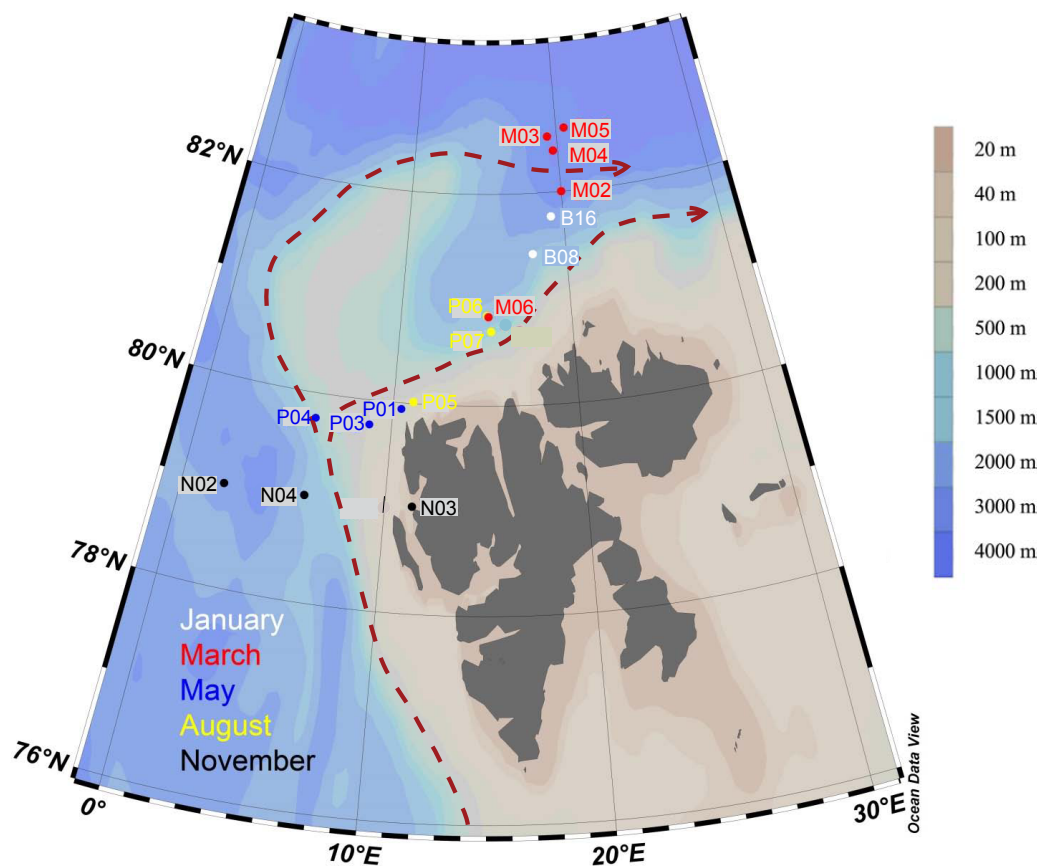 M03
M05
M04
82°N
M02
B16
B08
P06
M06
P07
80°N
P04
P01
P05
P03
N02
N04
N03
78°N
January
March
May
August
November
76°N
0°
10°E
20°E
30°E
Ocean Data View
20 m
40 m
100 m
200 m
500 m
1000 m
1500 m
2000 m
3000 m
4000 m